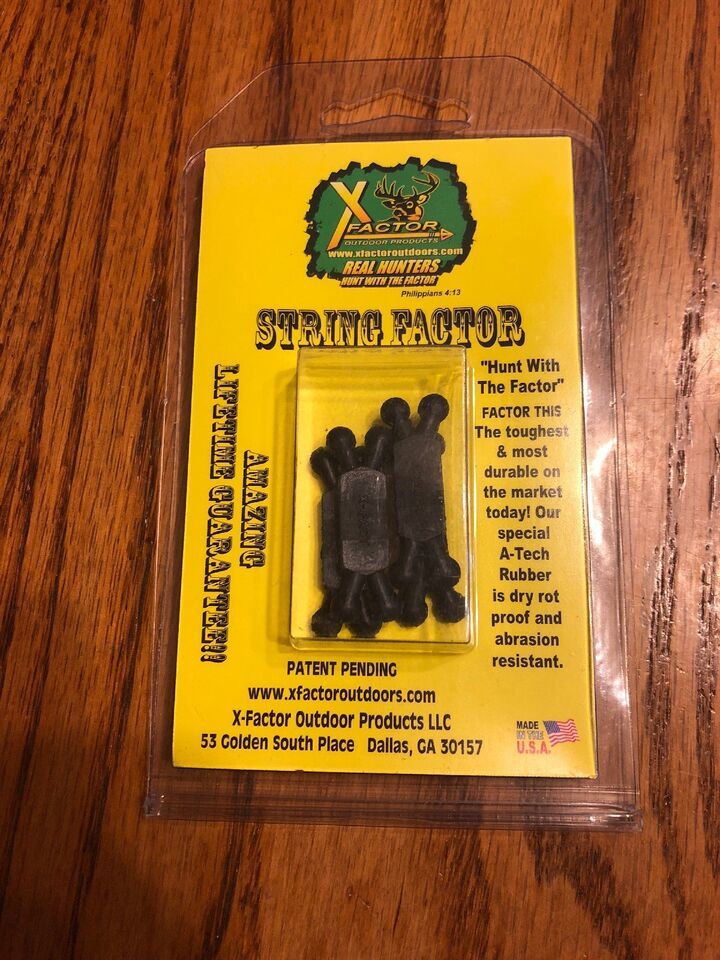 X
FACTOR
OUTDOOR PRODUCTS
www.xfactoroutdoors.com
REAL HUNTERS
HUNT WITH THE FACTOR
Philippians 4:13
STRING FACTOR
AMAZING
LIFETIME GUARANTEE!!
"Hunt With
The Factor"
FACTOR THIS
The toughest
& most
durable on
the market
today! Our
special
A-Tech
Rubber
is dry rot
proof and
abrasion
resistant.
PATENT PENDING
www.xfactoroutdoors.com
X-Factor Outdoor Products LLC
53 Golden South Place Dallas, GA 30157
MADE
IN THE
U.S.A.